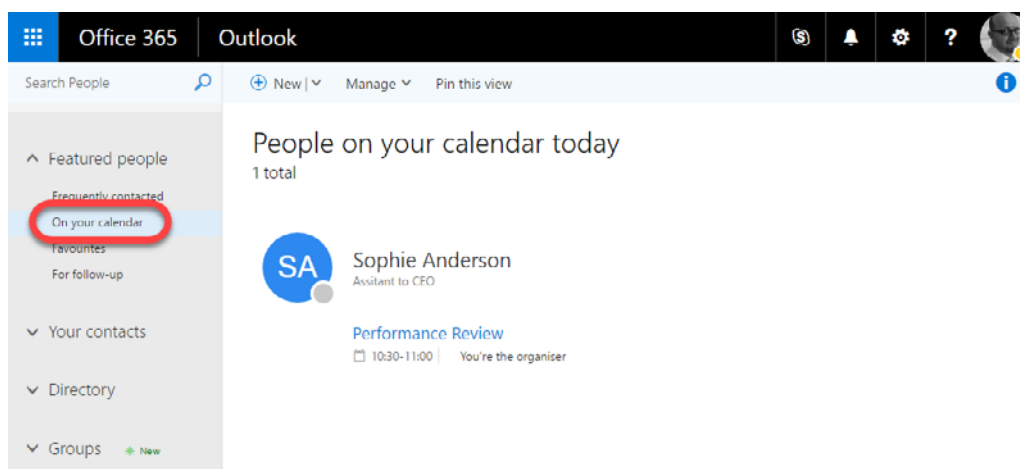 Office 365 Outlook ?
Search People New Manage Pin this view i
People on your calendar today
1 total
Featured people
Frequently contacted
On your calendar
Favourites
For follow-up
Your contacts
Directory
Groups New
SA Sophie Anderson
Assitant to CEO
Performance Review
10:30-11:00 You're the organiser